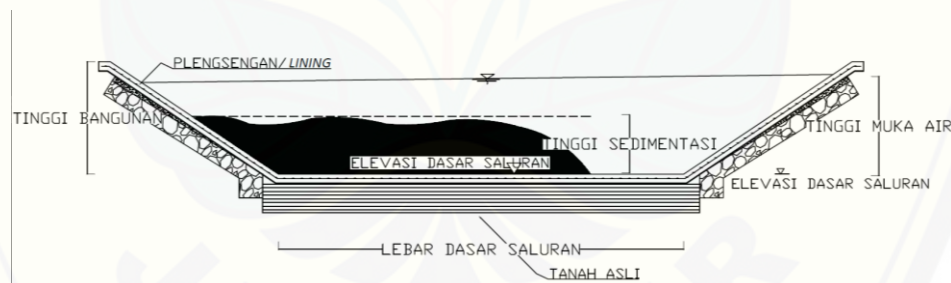 PLENGSENGAN/LINING
TINGGI BANGUNAN
TINGGI MUKA AIR
TINGGI SEDIMENTASI
ELEVASI DASAR SALURAN
ELEVASI DASAR SALURAN
LEBAR DASAR SALURAN
TANAH ASLI